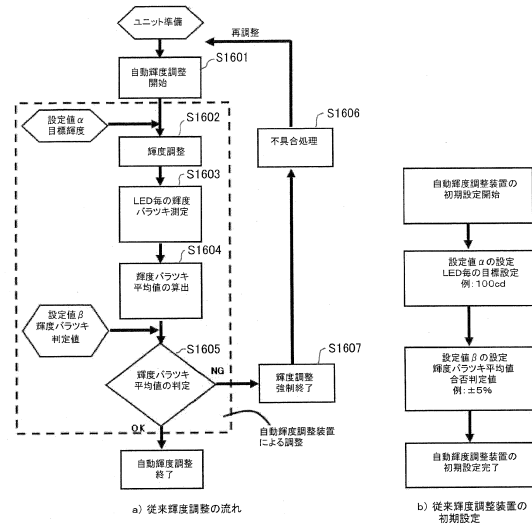 ユニット準備
再調整
S1601
自動輝度調整
開始
設定値α
目標輝度
S1602
輝度調整
S1606
不具合処理
S1603
LED毎の輝度
バラツキ測定
S1604
輝度バラツキ
平均値の算出
設定値β
輝度バラツキ
判定値
S1605
輝度バラツキ
平均値の判定
NG
OK
S1607
輝度調整
強制終了
自動輝度調整装置
による調整
自動輝度調整
終了
a) 従来輝度調整の流れ
自動輝度調整装置の
初期設定開始
設定値αの設定
LED毎の目標設定
例:100cd
設定値βの設定
輝度バラツキ平均値
合否判定値
例:±5%
自動輝度調整装置の
初期設定完了
b) 従来輝度調整装置の
初期設定